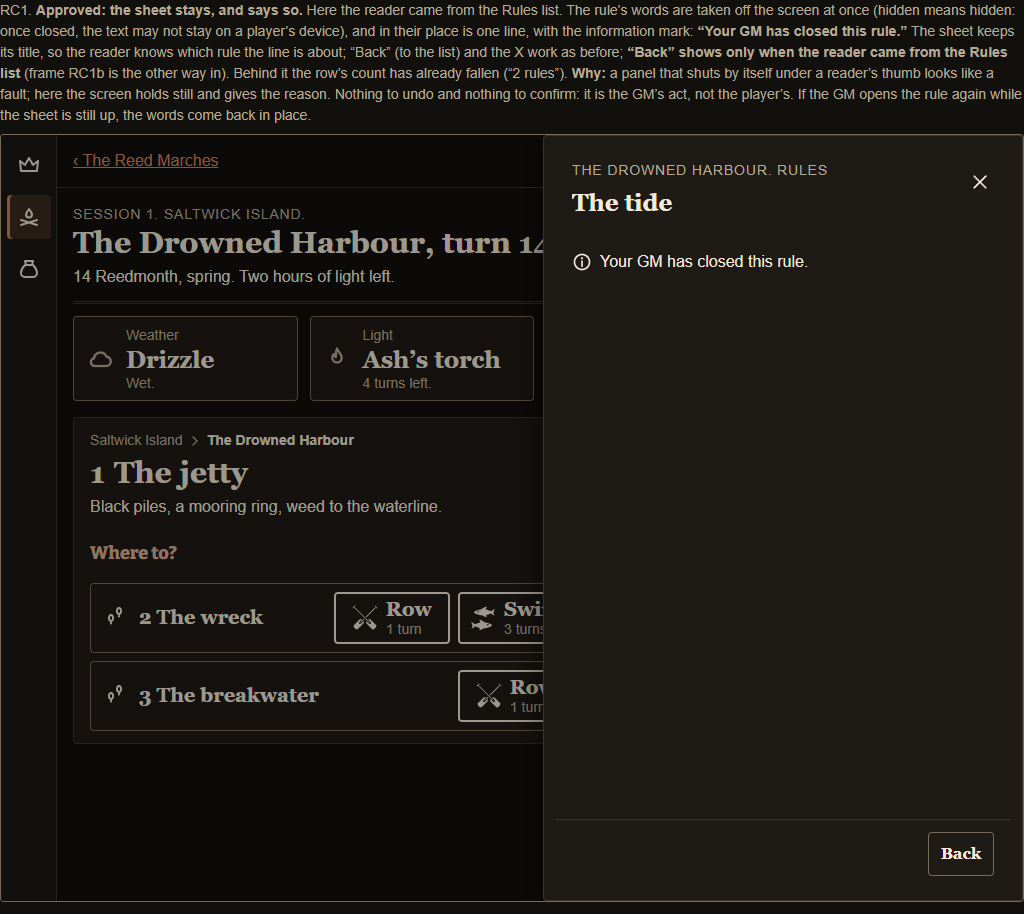 RC1. Approved: the sheet stays, and says so. Here the reader came from the Rules list. The rule’s words are taken off the screen at once (hidden means hidden:
once closed, the text may not stay on a player’s device), and in their place is one line, with the information mark: “Your GM has closed this rule.” The sheet keeps
its title, so the reader knows which rule the line is about; “Back” (to the list) and the X work as before; “Back” shows only when the reader came from the Rules
list (frame RC1b is the other way in). Behind it the row’s count has already fallen (“2 rules”). Why: a panel that shuts by itself under a reader’s thumb looks like a
fault; here the screen holds still and gives the reason. Nothing to undo and nothing to confirm: it is the GM’s act, not the player’s. If the GM opens the rule again while
the sheet is still up, the words come back in place.
‹ The Reed Marches
SESSION 1. SALTWICK ISLAND.
The Drowned Harbour, turn 14
14 Reedmonth, spring. Two hours of light left.
Weather
Drizzle
Wet.
Light
Ash’s torch
4 turns left.
Saltwick Island > The Drowned Harbour
1 The jetty
Black piles, a mooring ring, weed to the waterline.
Where to?
2 The wreck
Row
1 turn
3 turns
3 The breakwater
THE DROWNED HARBOUR. RULES
The tide
Your GM has closed this rule.
Back